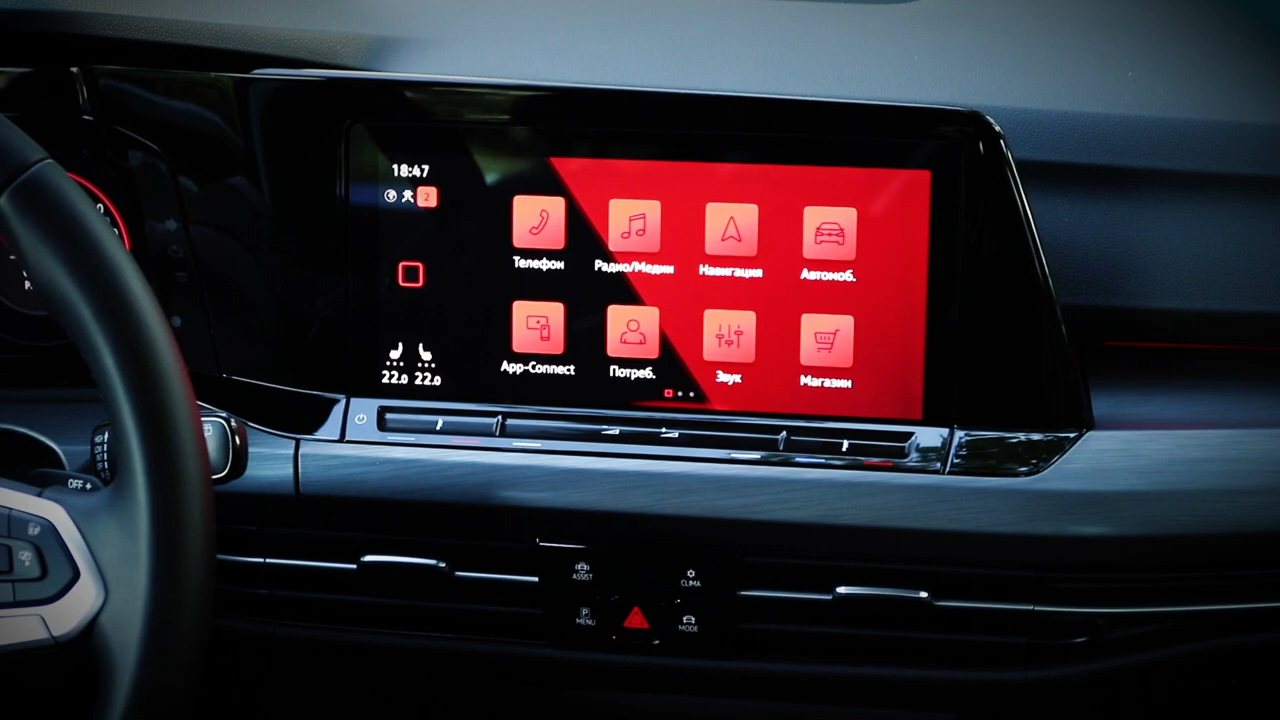 18:47
2
Телефон
Радио/Медии
Навигация
Автомоб.
App-Connect
Потреб.
Звук
Магазин
22.0 22.0
OFF
ASSIST
CLIMA
P
MENU
MODE